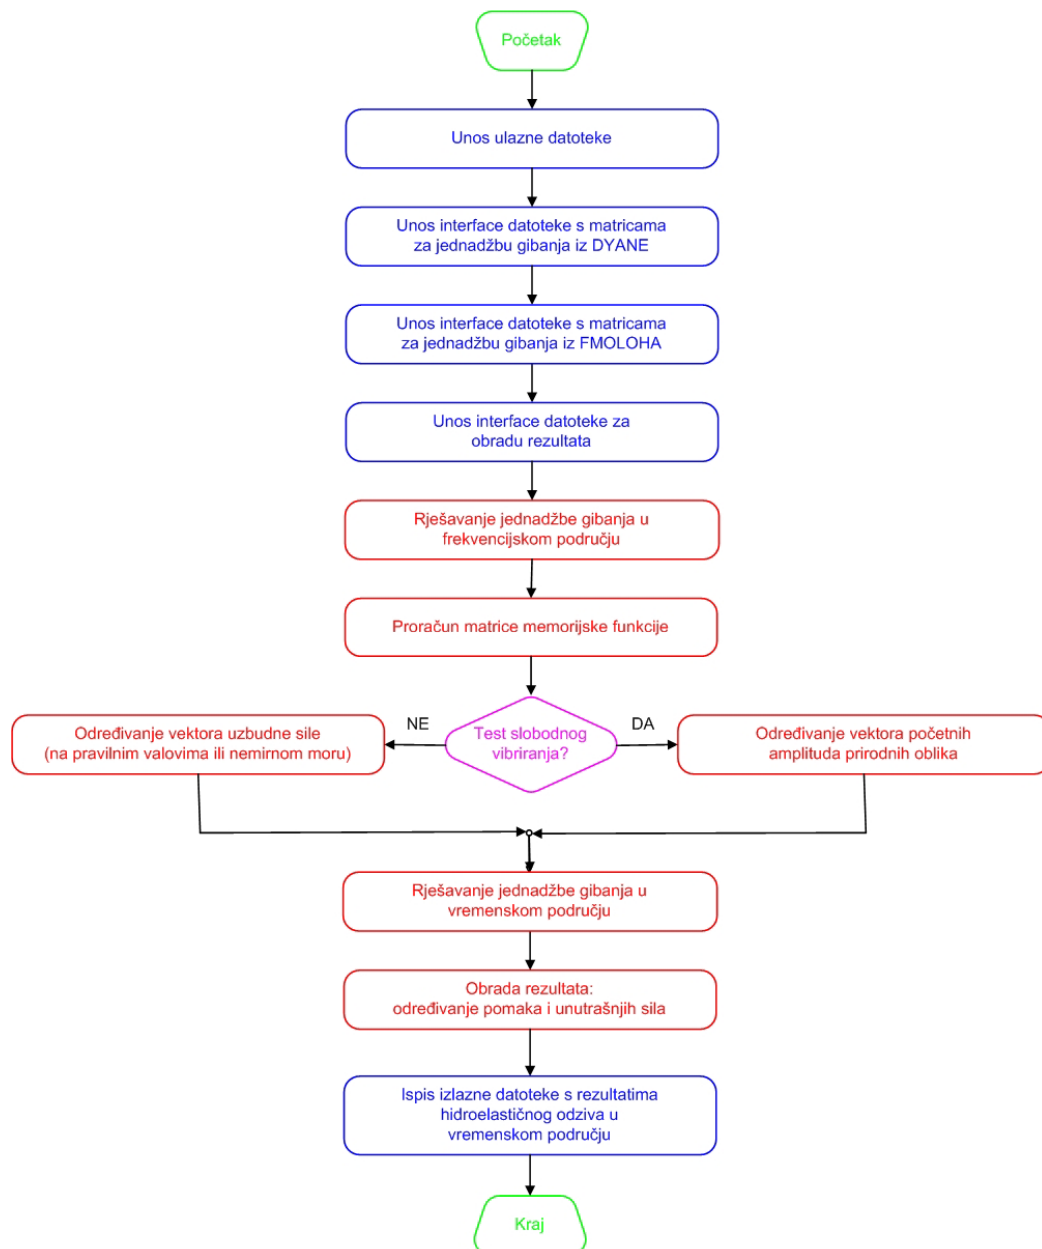 Početak
Unos ulazne datoteke
Unos interface datoteke s matricama
za jednadžbu gibanja iz DYANE
Unos interface datoteke s matricama
za jednadžbu gibanja iz FMOLOHA
Unos interface datoteke za
obradu rezultata
Rješavanje jednadžbe gibanja u
frekvencijskom području
Proračun matrice memorijske funkcije
Test slobodnog
vibriranja?
NE
DA
Određivanje vektora uzbudne sile
(na pravilnim valovima ili nemirnom moru)
Određivanje vektora početnih
amplituda prirodnih oblika
Rješavanje jednadžbe gibanja u
vremenskom području
Obrada rezultata:
određivanje pomaka i unutrašnjih sila
Ispis izlazne datoteke s rezultatima
hidroelastičnog odziva u
vremenskom području
Kraj